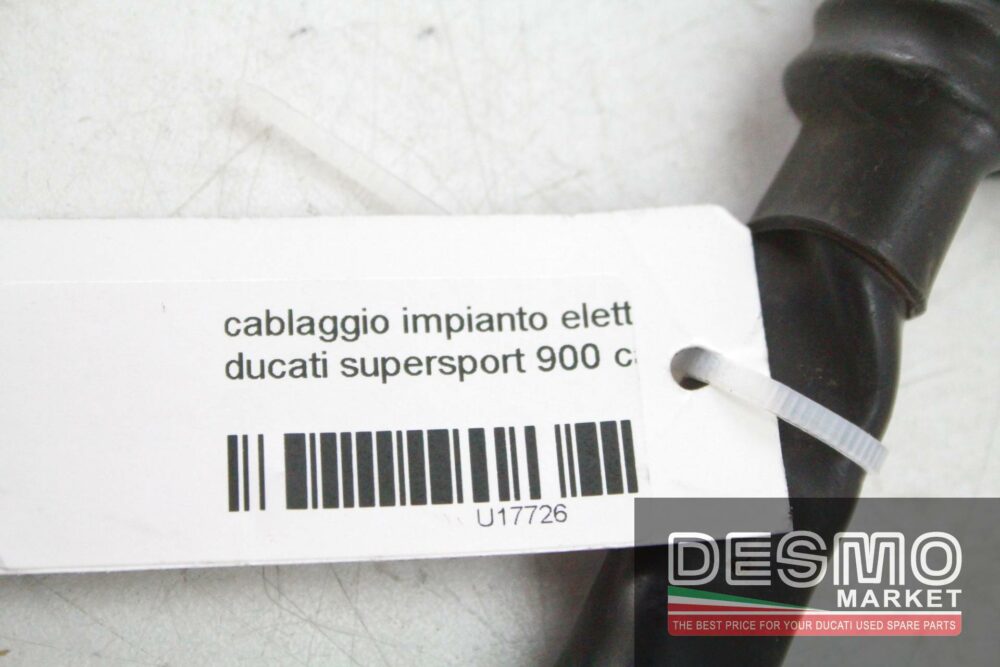 cablaggio impianto elett
ducati supersport 900 c
U17726
DESMO
MARKET
THE BEST PRICE FOR YOUR DUCATI USED SPARE PARTS